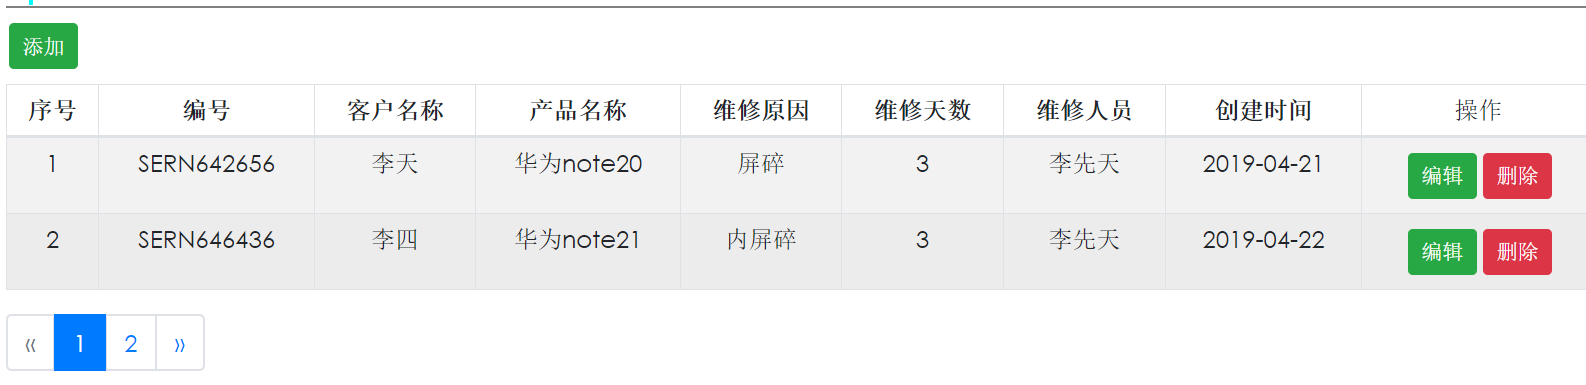 添加
序号 编号 客户名称 产品名称 维修原因 维修天数 维修人员 创建时间 操作
1 SERN642656 李天 华为note20 屏碎 3 李先天 2019-04-21 编辑 删除
2 SERN646436 李四 华为note21 内屏碎 3 李先天 2019-04-22 编辑 删除
« 1 2 »